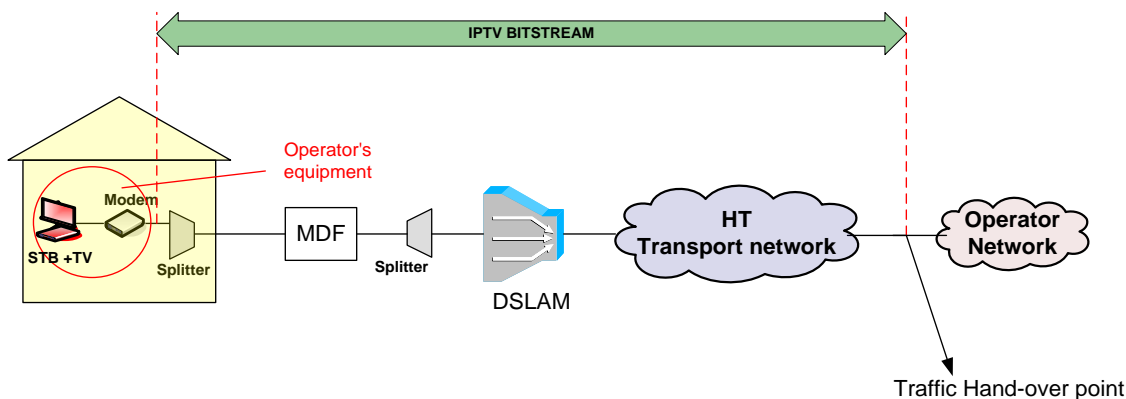 IPTV BITSTREAM
Operator's
equipment
Modem
STB +TV
Splitter
MDF
Splitter
DSLAM
HT
Transport network
Operator
Network
Traffic Hand-over point